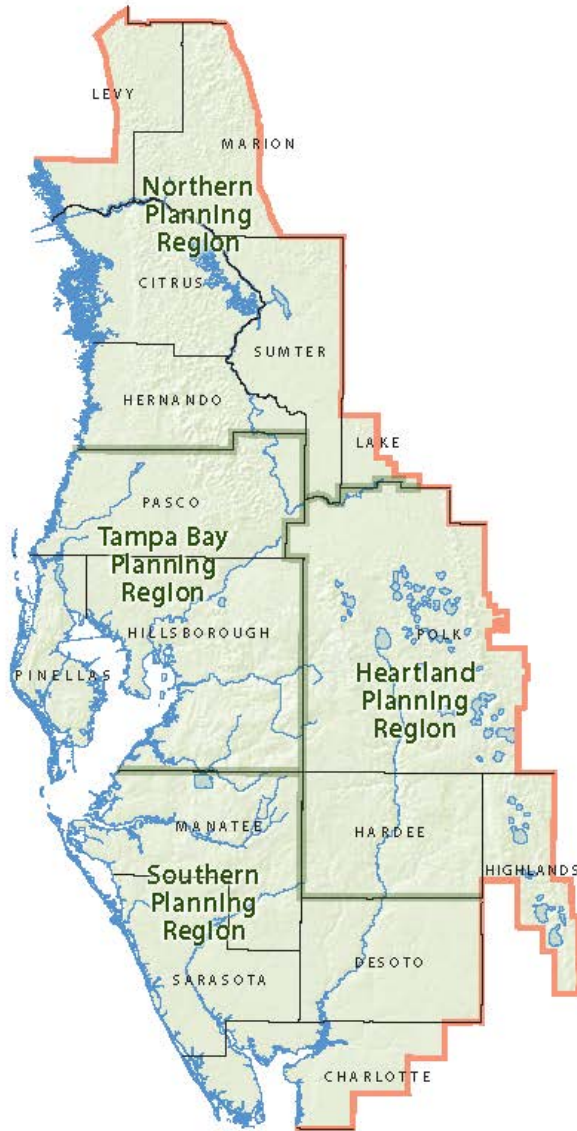 LEVY
MARION
Northern
Planning
Region
CITRUS
SUMTER
HERNANDO
LAKE
PASCO
Tampa Bay
Planning
Region
HILLSBOROUGH
POLK
PINELLAS
Heartland
Planning
Region
MANATEE
HARDEE
HIGHLANDS
Southern
Planning
Region
DESOTO
SARASOTA
CHARLOTTE